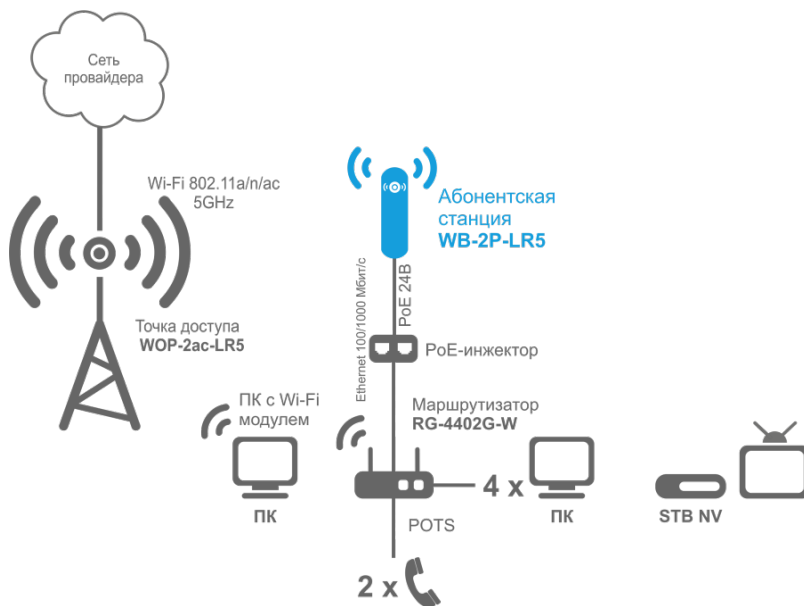 Сеть
провайдера
Wi-Fi 802.11a/n/ac
5GHz
Точка доступа
WOP-2ac-LR5
Абонентская
станция
WB-2P-LR5
PoE 24В
Ethernet 100/1000 Мбит/с
PoE-инжектор
ПК с Wi-Fi
модулем
Маршрутизатор
RG-4402G-W
ПК
4 x
ПК
STB NV
POTS
2 x